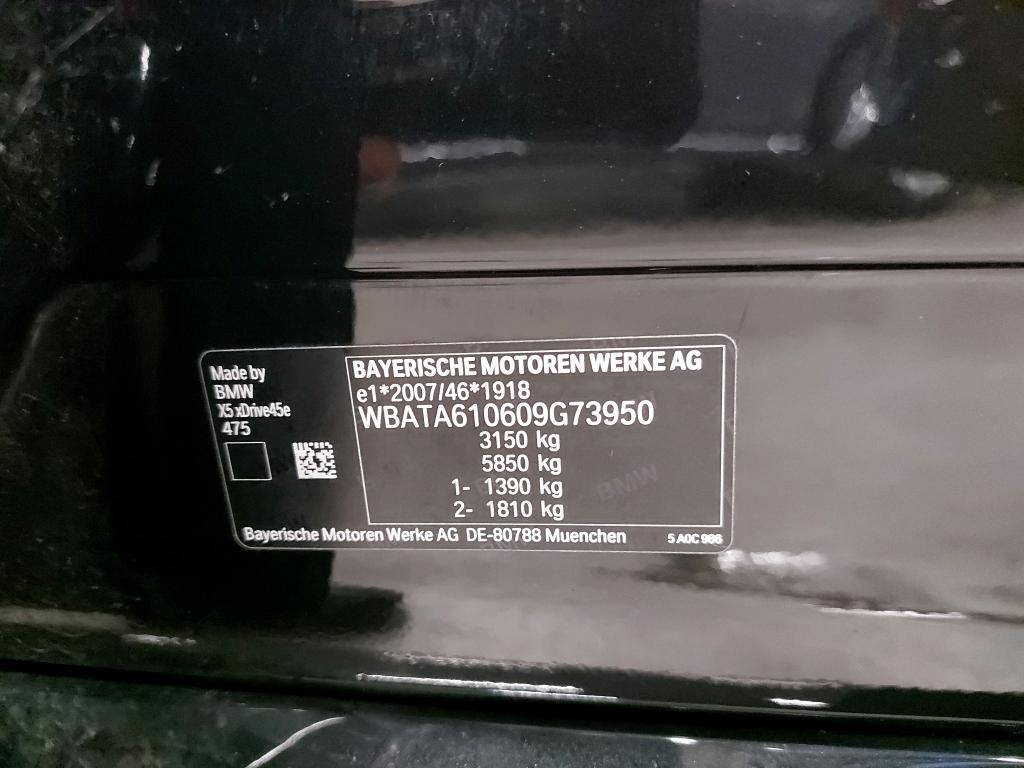 Made by
BMW
X5 xDrive45e
475
BAYERISCHE MOTOREN WERKE AG
e1*2007/46*1918
WBATA610609G73950
3150 kg
5850 kg
1- 1390 kg
2- 1810 kg
Bayerische Motoren Werke AG DE-80788 Muenchen
5 A0C 986
BMW